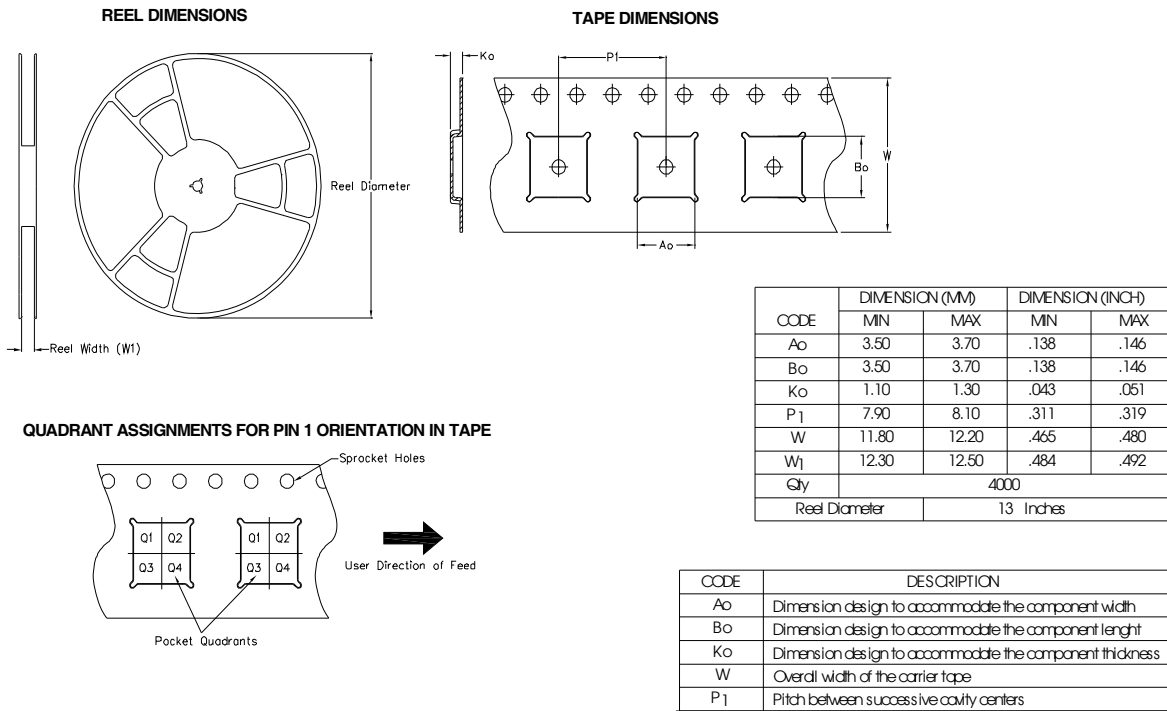 REEL DIMENSIONS
TAPE DIMENSIONS
Ko
P1
W
Bo
Ao
Reel Diameter
Reel Width (W1)
DIMENSION (MM) DIMENSION (INCH)
CODE MIN MAX MIN MAX
Ao 3.50 3.70 .138 .146
Bo 3.50 3.70 .138 .146
Ko 1.10 1.30 .043 .051
P1 7.90 8.10 .311 .319
W 11.80 12.20 .465 .480
W1 12.30 12.50 .484 .492
Qty 4000
Reel Diameter 13 Inches
QUADRANT ASSIGNMENTS FOR PIN 1 ORIENTATION IN TAPE
Sprocket Holes
Q1 Q2 Q1 Q2
Q3 Q4 Q3 Q4
User Direction of Feed
Pocket Quadrants
CODE DESCRIPTION
Ao Dimension design to accommodate the component width
Bo Dimension design to accommodate the component lenght
Ko Dimension design to accommodate the component thickness
W Overall width of the carrier tape
P1 Pitch between successive cavity centers